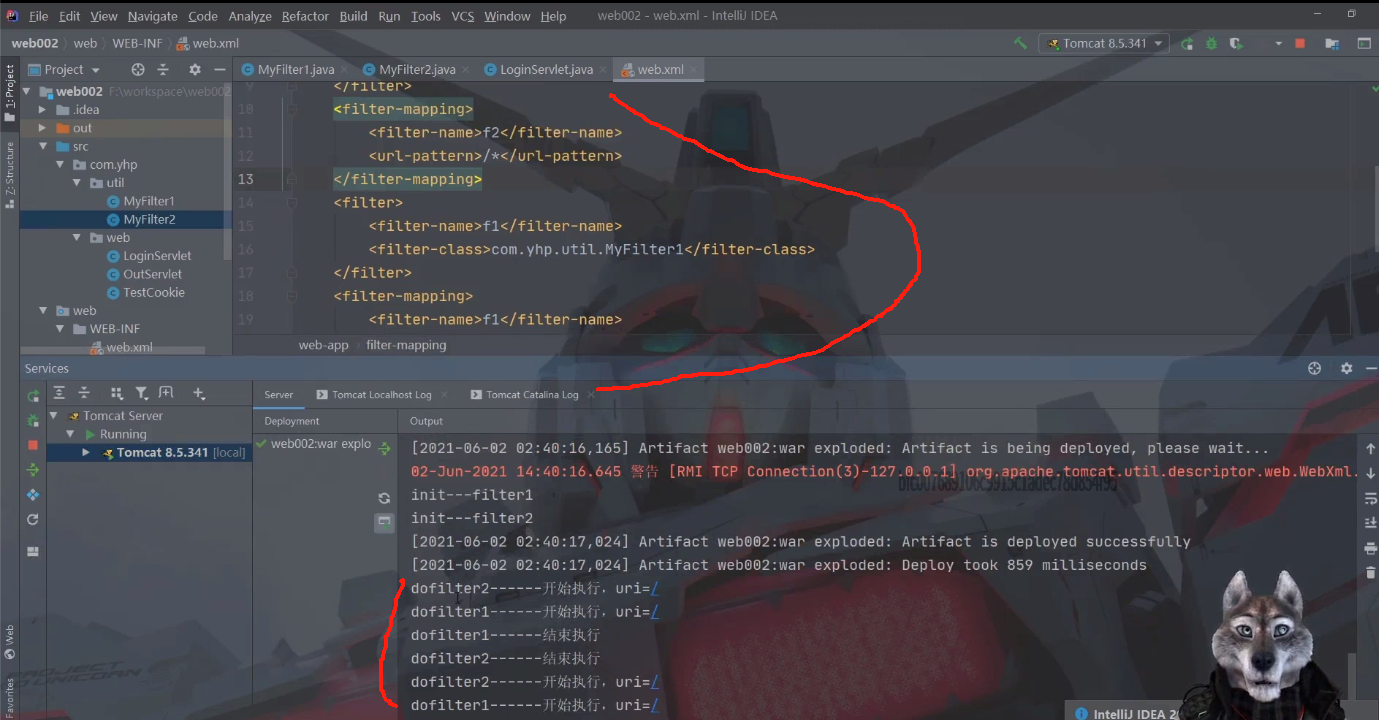 File Edit View Navigate Code Analyze Refactor Build Run Tools VCS Window Help web002 - web.xml - IntelliJ IDEA
web002 web WEB-INF web.xml Tomcat 8.5.341
1: Project
Project MyFilter1.java MyFilter2.java LoginServlet.java web.xml
web002 F:\workspace\web002
.idea
out
src
com.yhp
util
MyFilter1
MyFilter2
web
LoginServlet
OutServlet
TestCookie
web
WEB-INF
web.xml
Z: Structure
9 </filter>
10 <filter-mapping>
11 <filter-name>f2</filter-name>
12 <url-pattern>/*</url-pattern>
13 </filter-mapping>
14 <filter>
15 <filter-name>f1</filter-name>
16 <filter-class>com.yhp.util.MyFilter1</filter-class>
17 </filter>
18 <filter-mapping>
19 <filter-name>f1</filter-name>
web-app filter-mapping
Services
Server Tomcat Localhost Log Tomcat Catalina Log
Tomcat Server
Running
Tomcat 8.5.341 [local]
Deployment
web002:war explo
Output
[2021-06-02 02:40:16,165] Artifact web002:war exploded: Artifact is being deployed, please wait...
02-Jun-2021 14:40:16.645 警告 [RMI TCP Connection(3)-127.0.0.1] org.apache.tomcat.util.descriptor.web.WebXml.
init---filter1
init---filter2
[2021-06-02 02:40:17,024] Artifact web002:war exploded: Artifact is deployed successfully
[2021-06-02 02:40:17,024] Artifact web002:war exploded: Deploy took 859 milliseconds
dofilter2------开始执行，uri=/
dofilter1------开始执行，uri=/
dofilter1------结束执行
dofilter2------结束执行
dofilter2------开始执行，uri=/
dofilter1------开始执行，uri=/
Web
Favorites
PROJECT
IntelliJ IDEA